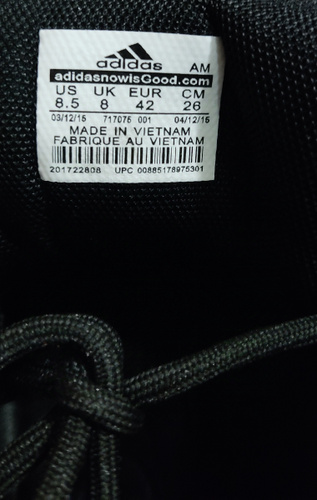 adidas AM
adidasnowisGood.com
US UK EUR CM
8.5 8 42 26
03/12/15 717075 001 04/12/15
MADE IN VIETNAM
FABRIQUE AU VIETNAM
201722808 UPC 00885178975301